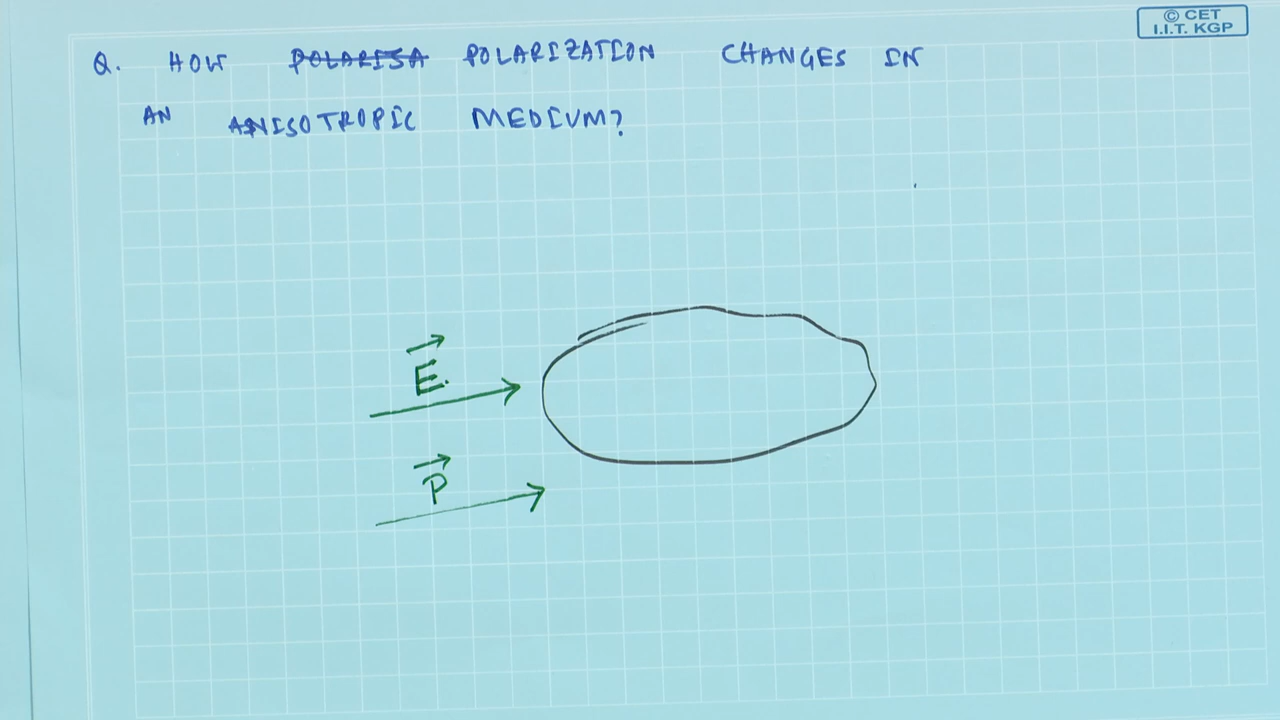 © CET
I.I.T. KGP
Q. HOW POLARISA POLARIZATION CHANGES IN
AN ANISOTROPIC MEDIUM?
E.
P